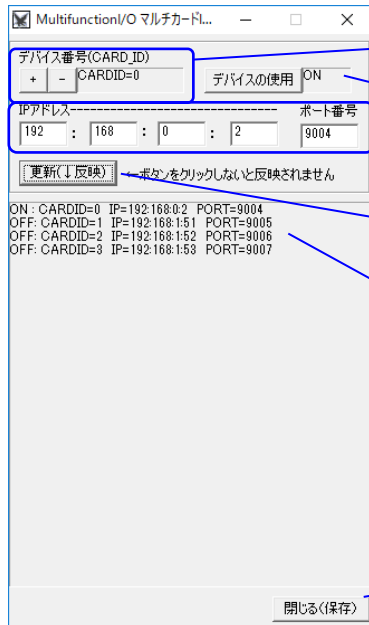 MultifunctionI/O マルチカードI...
デバイス番号(CARD_ID)
+ - CARDID=0 デバイスの使用 ON
IPアドレス------------------------------ ポート番号
192 : 168 : 0 : 2 9004
更新(↓反映) ←ボタンをクリックしないと反映されません
ON : CARDID=0 IP=192:168:0:2 PORT=9004
OFF: CARDID=1 IP=192:168:1:51 PORT=9005
OFF: CARDID=2 IP=192:168:1:52 PORT=9006
OFF: CARDID=3 IP=192:168:1:53 PORT=9007
閉じる(保存)